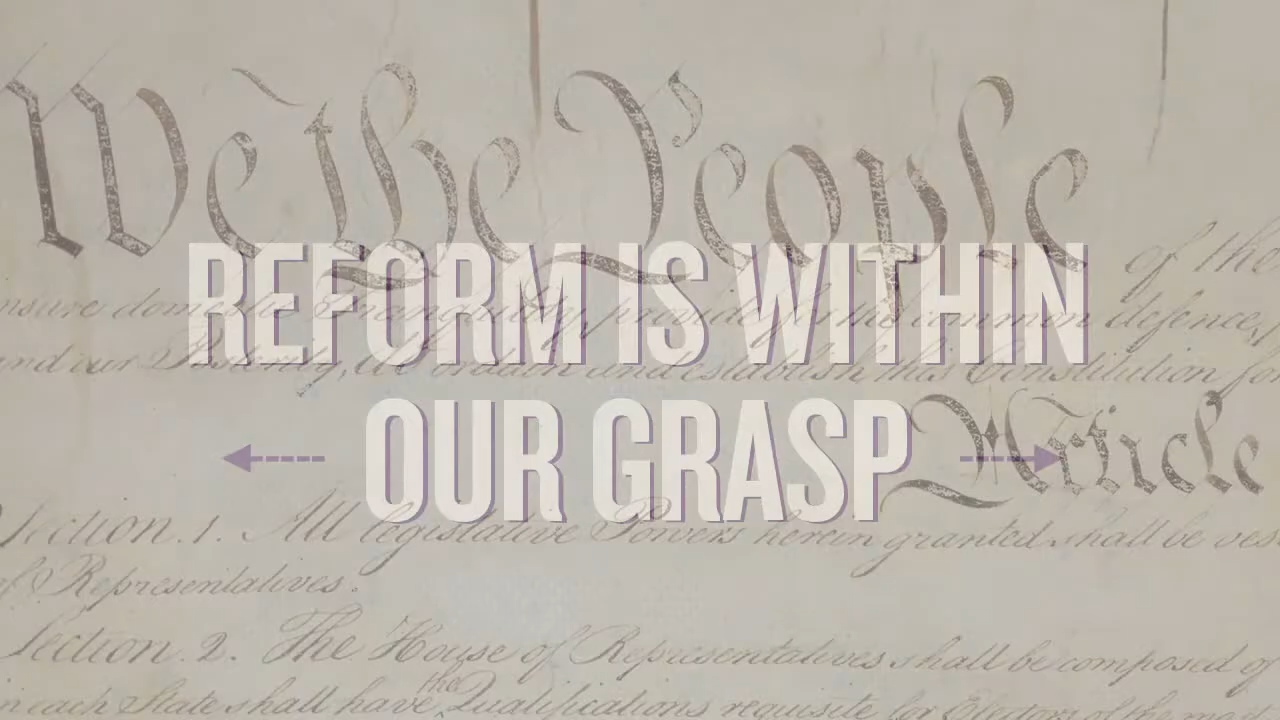 We the People
of the
nsure domestic Tranquility, provide for the common defence,
and our Posterity, do ordain and establish this Constitution for
REFORM IS WITHIN
OUR GRASP
Article
Section. 1. All legislative Powers herein granted shall be ves
of Representatives.
Section. 2. The House of Representatives shall be composed of
in each State shall have the Qualifications requisite for Electors of the most